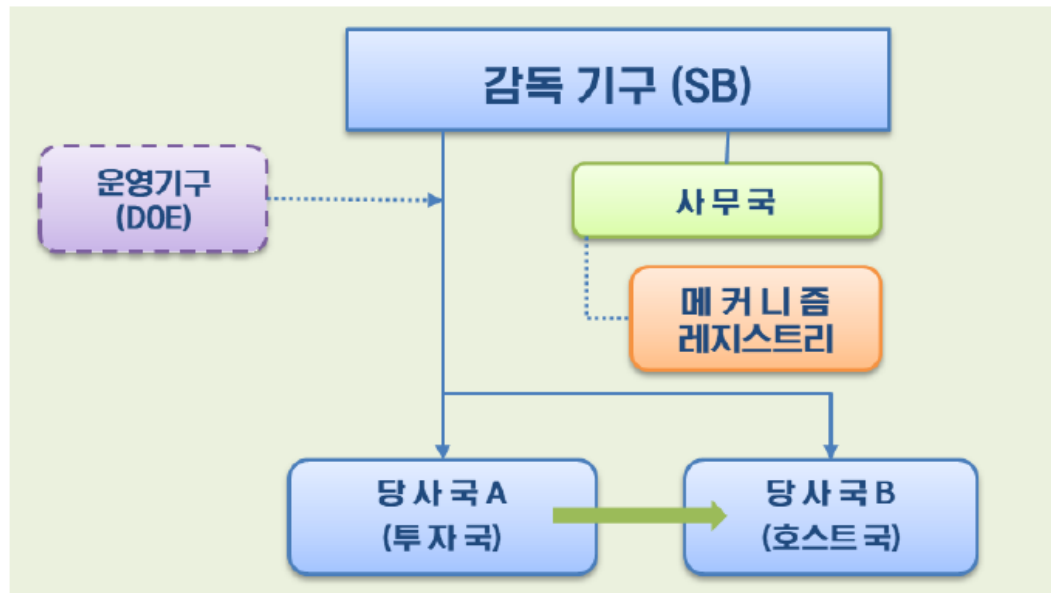 감독 기구 (SB)
운영기구
(DOE)
사 무 국
메 커 니 즘
레지스트리
당 사 국 A
(투 자 국)
당 사 국 B
(호스트 국)